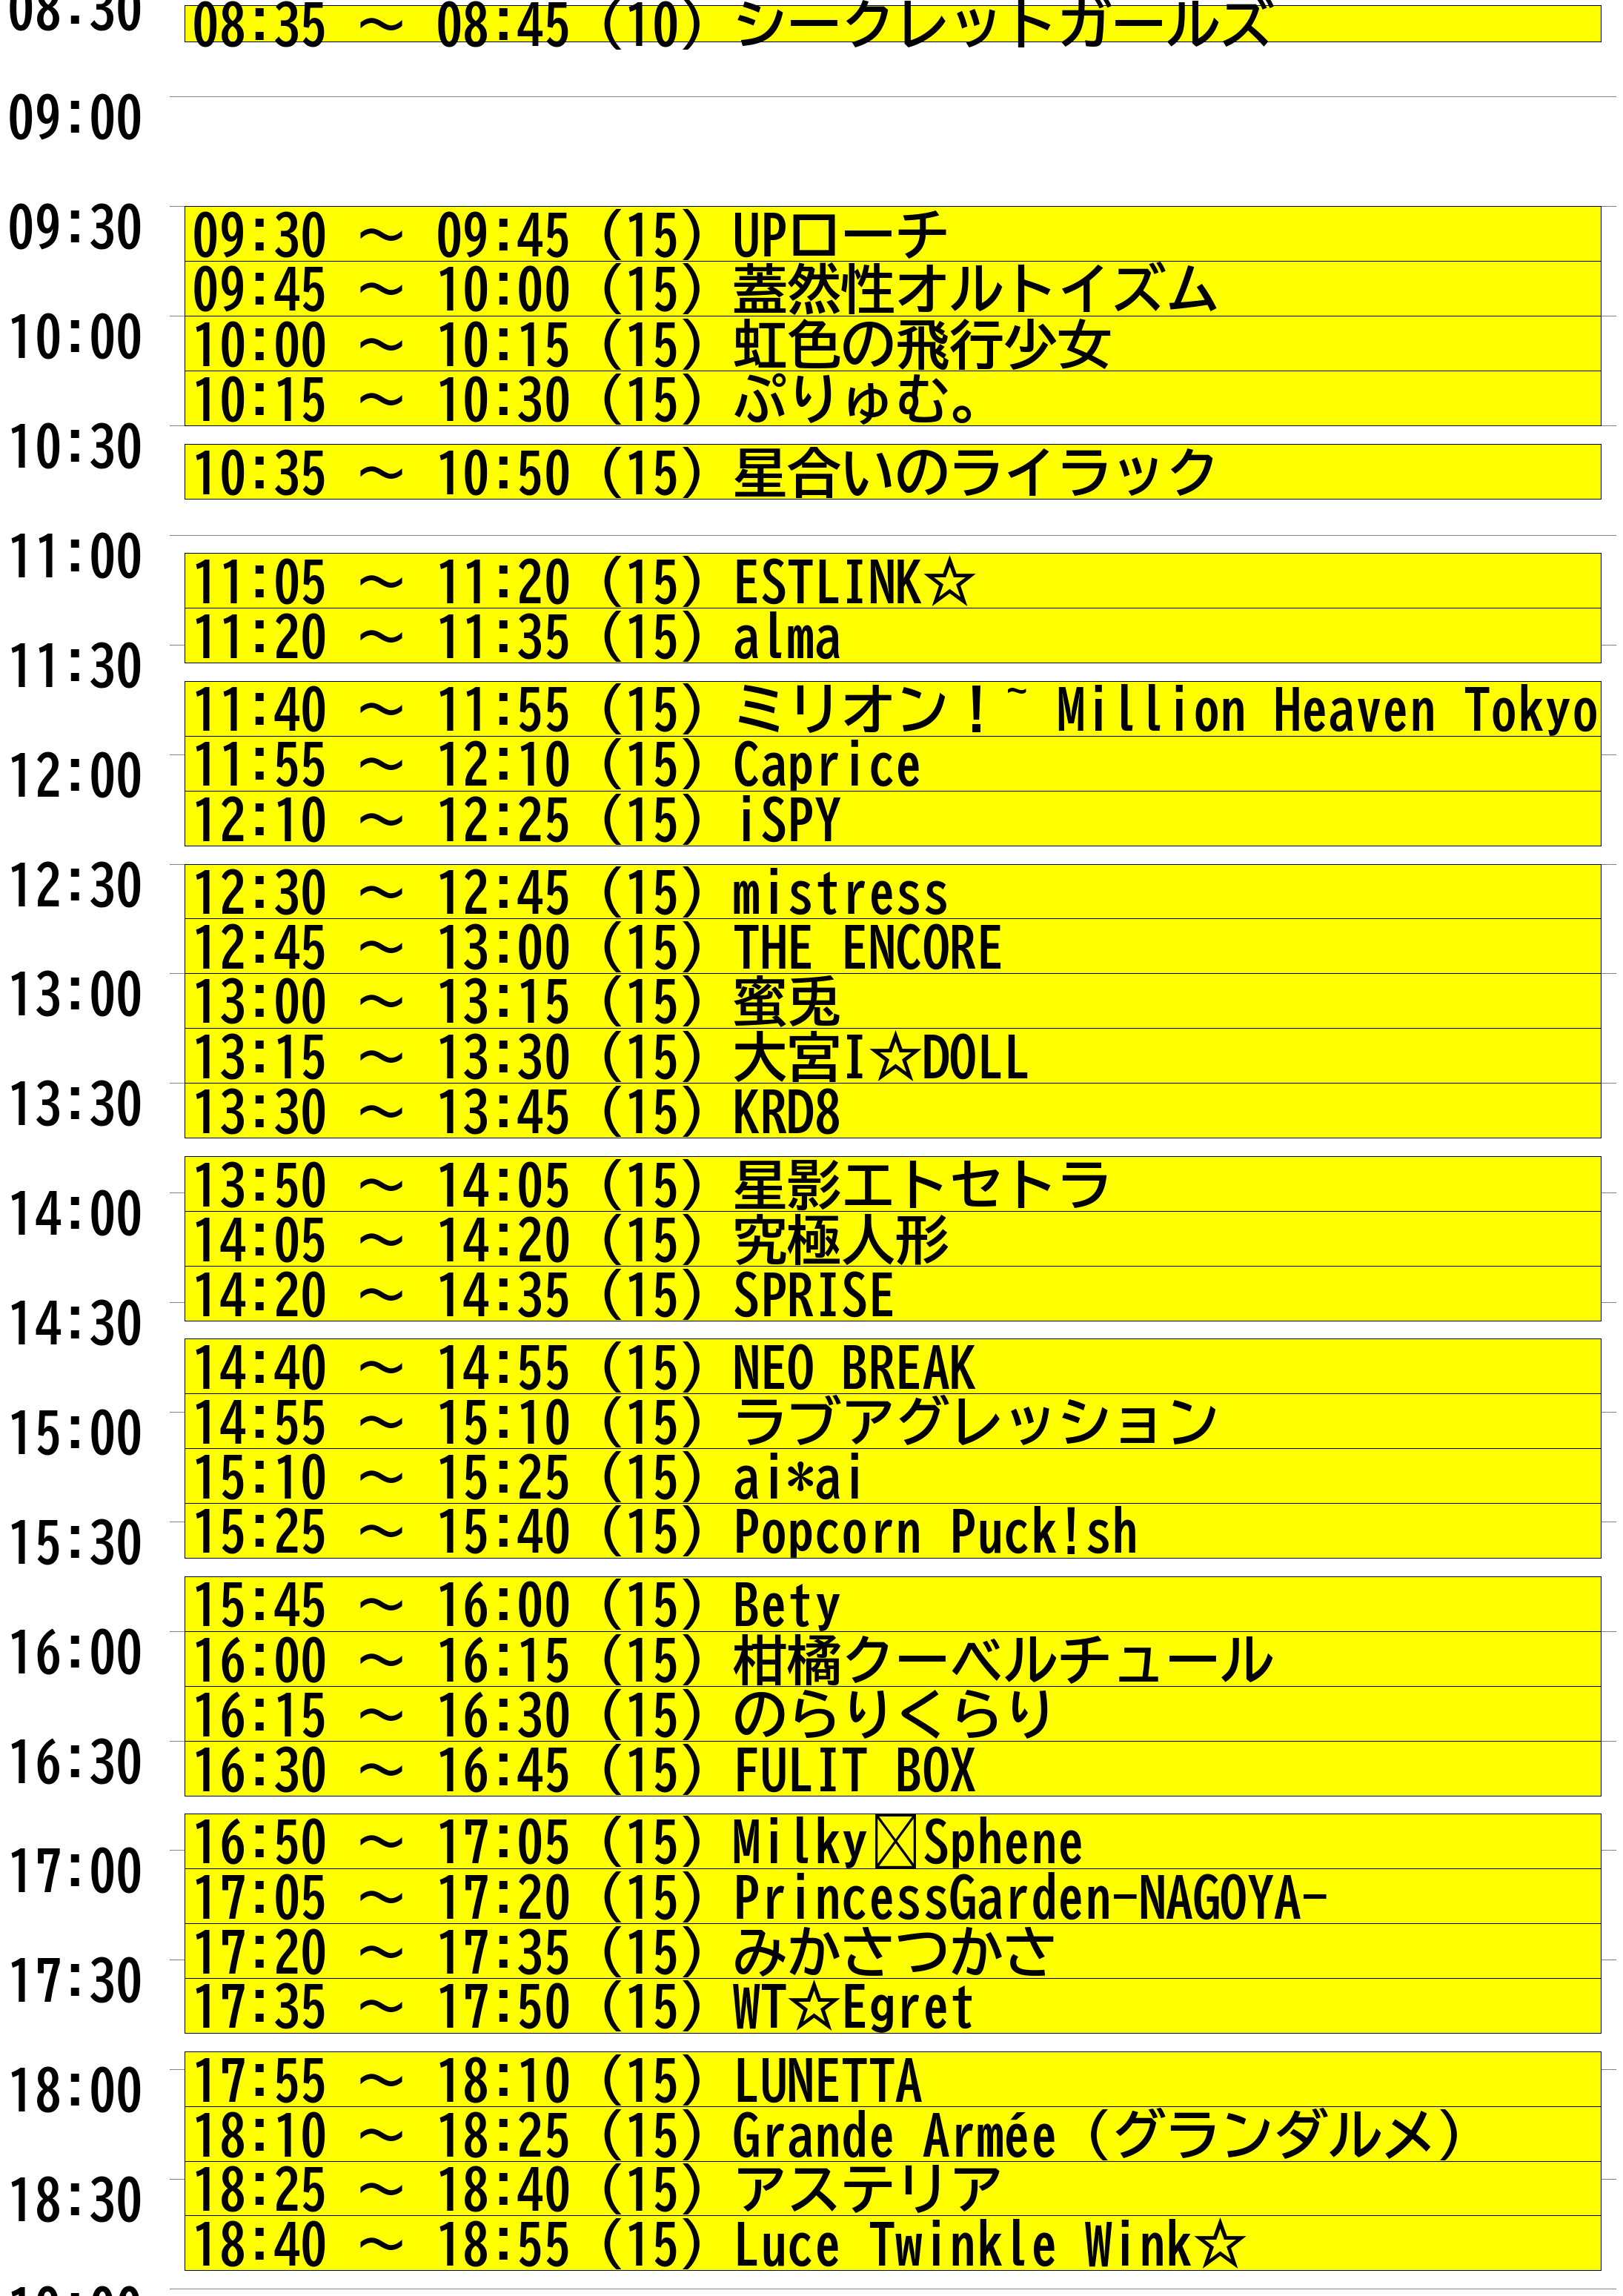 08:30
08:35 ～ 08:45 (10) シークレットガールズ
09:00
09:30
09:30 ～ 09:45 (15) UPローチ
09:45 ～ 10:00 (15) 蓋然性オルトイズム
10:00
10:00 ～ 10:15 (15) 虹色の飛行少女
10:15 ～ 10:30 (15) ぷりゅむ。
10:30
10:35 ～ 10:50 (15) 星合いのライラック
11:00
11:05 ～ 11:20 (15) ESTLINK☆
11:20 ～ 11:35 (15) alma
11:30
11:40 ～ 11:55 (15) ミリオン！~ Million Heaven Tokyo
11:55 ～ 12:10 (15) Caprice
12:00
12:10 ～ 12:25 (15) iSPY
12:30
12:30 ～ 12:45 (15) mistress
12:45 ～ 13:00 (15) THE ENCORE
13:00
13:00 ～ 13:15 (15) 蜜兎
13:15 ～ 13:30 (15) 大宮I☆DOLL
13:30
13:30 ～ 13:45 (15) KRD8
13:50 ～ 14:05 (15) 星影エトセトラ
14:00
14:05 ～ 14:20 (15) 究極人形
14:20 ～ 14:35 (15) SPRISE
14:30
14:40 ～ 14:55 (15) NEO BREAK
14:55 ～ 15:10 (15) ラブアグレッション
15:00
15:10 ～ 15:25 (15) ai*ai
15:25 ～ 15:40 (15) Popcorn Puck!sh
15:30
15:45 ～ 16:00 (15) Bety
16:00
16:00 ～ 16:15 (15) 柑橘クーベルチュール
16:15 ～ 16:30 (15) のらりくらり
16:30
16:30 ～ 16:45 (15) FULIT BOX
16:50 ～ 17:05 (15) Milky☒Sphene
17:00
17:05 ～ 17:20 (15) PrincessGarden−NAGOYA−
17:20 ～ 17:35 (15) みかさつかさ
17:30
17:35 ～ 17:50 (15) WT☆Egret
17:55 ～ 18:10 (15) LUNETTA
18:00
18:10 ～ 18:25 (15) Grande Armée（グランダルメ）
18:25 ～ 18:40 (15) アステリア
18:30
18:40 ～ 18:55 (15) Luce Twinkle Wink☆